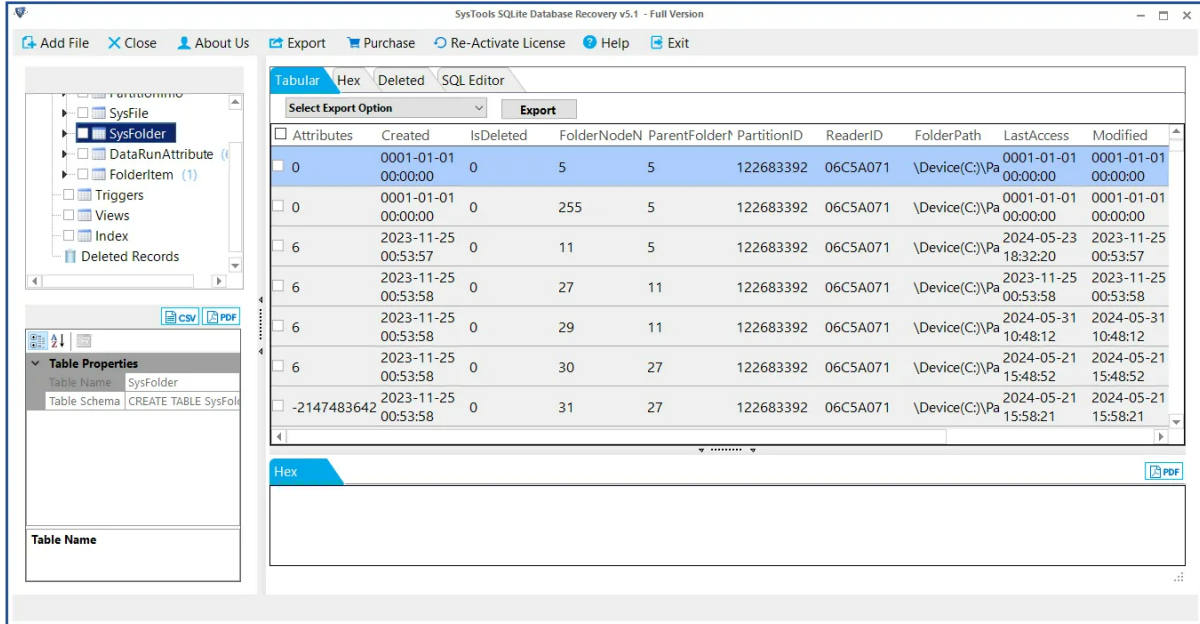 SysTools SQLite Database Recovery v5.1 - Full Version
Add File Close About Us Export Purchase Re-Activate License Help Exit
PartitionInfo
SysFile
SysFolder
DataRunAttribute
FolderItem (1)
Triggers
Views
Index
Deleted Records
CSV PDF
Table Properties
Table Name SysFolder
Table Schema CREATE TABLE SysFold
Table Name
Tabular Hex Deleted SQL Editor
Select Export Option Export
Attributes Created IsDeleted FolderNodeN ParentFolderN PartitionID ReaderID FolderPath LastAccess Modified
0 0001-01-01 00:00:00 0 5 5 122683392 06C5A071 \Device(C:)\Pa 0001-01-01 00:00:00 0001-01-01 00:00:00
0 0001-01-01 00:00:00 0 255 5 122683392 06C5A071 \Device(C:)\Pa 0001-01-01 00:00:00 0001-01-01 00:00:00
6 2023-11-25 00:53:57 0 11 5 122683392 06C5A071 \Device(C:)\Pa 2024-05-23 18:32:20 2023-11-25 00:53:57
6 2023-11-25 00:53:58 0 27 11 122683392 06C5A071 \Device(C:)\Pa 2023-11-25 00:53:58 2023-11-25 00:53:58
6 2023-11-25 00:53:58 0 29 11 122683392 06C5A071 \Device(C:)\Pa 2024-05-31 10:48:12 2024-05-31 10:48:12
6 2023-11-25 00:53:58 0 30 27 122683392 06C5A071 \Device(C:)\Pa 2024-05-21 15:48:52 2024-05-21 15:48:52
-2147483642 2023-11-25 00:53:58 0 31 27 122683392 06C5A071 \Device(C:)\Pa 2024-05-21 15:58:21 2024-05-21 15:58:21
Hex PDF